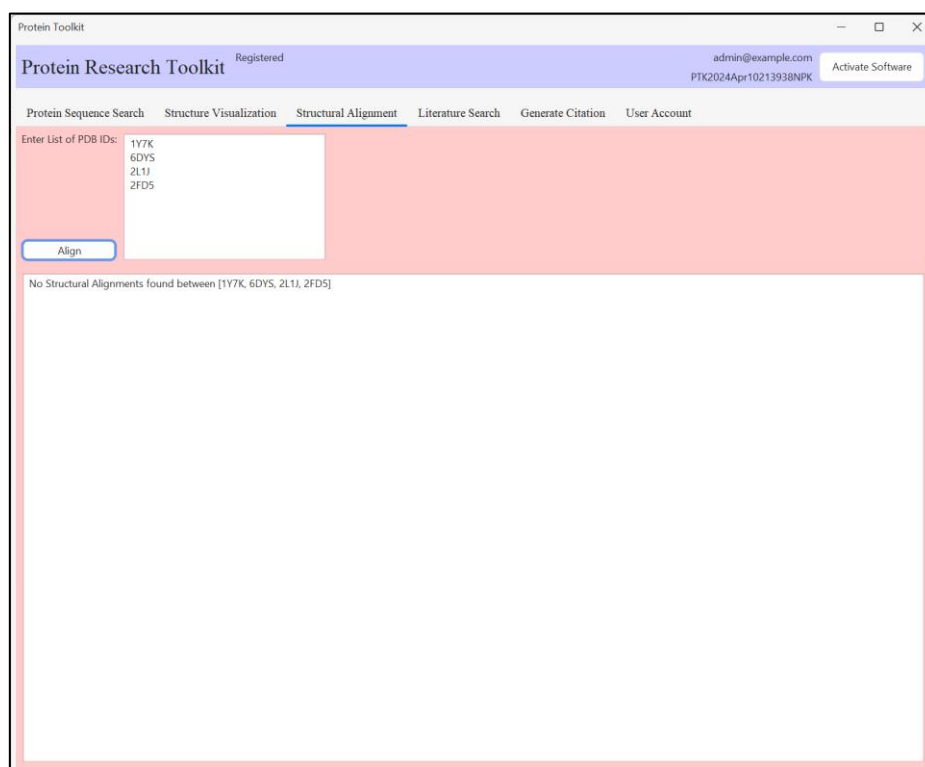 Protein Toolkit
Protein Research Toolkit Registered
admin@example.com
PTK2024Apr10213938NPK
Activate Software
Protein Sequence Search Structure Visualization Structural Alignment Literature Search Generate Citation User Account
Enter List of PDB IDs:
1Y7K
6DYS
2L1J
2FD5
Align
No Structural Alignments found between [1Y7K, 6DYS, 2L1J, 2FD5]